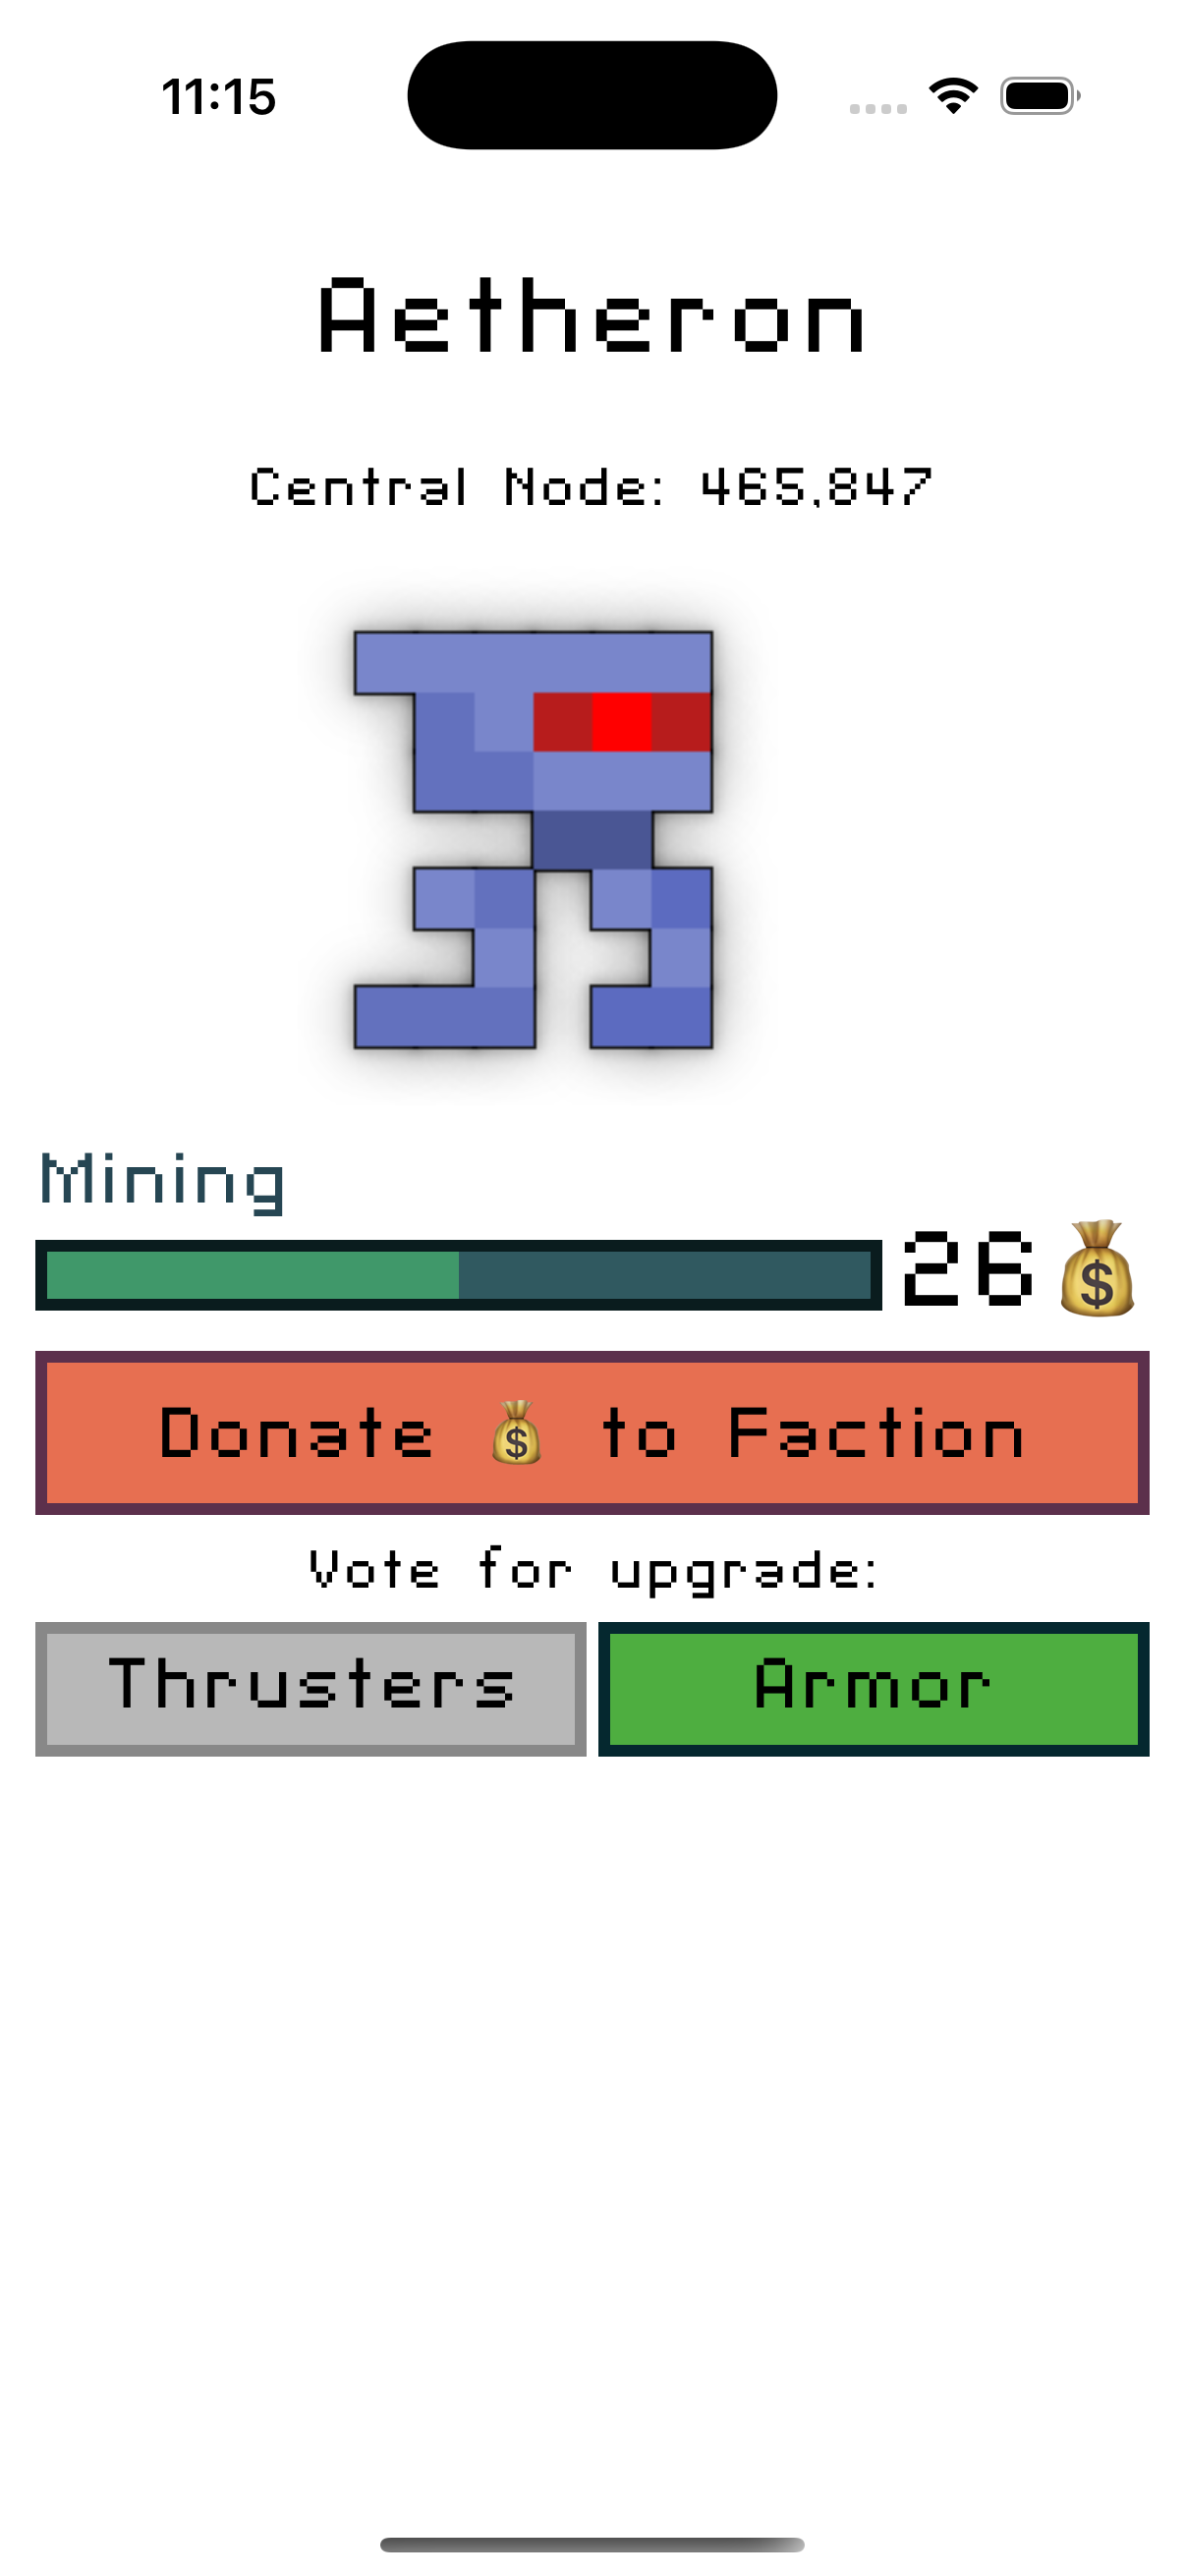 11:15
Aetheron
Central Node: 465,847
Mining
26💰
Donate 💰 to Faction
Vote for upgrade:
Thrusters
Armor